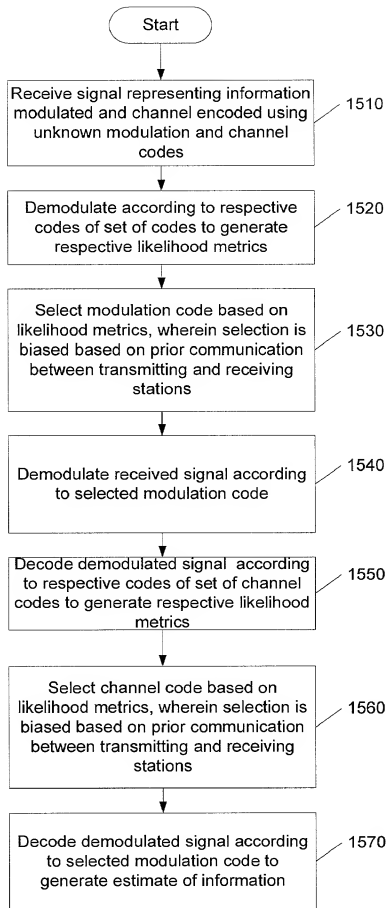 Start
Receive signal representing information
modulated and channel encoded using
unknown modulation and channel
codes
1510
Demodulate according to respective
codes of set of codes to generate
respective likelihood metrics
1520
Select modulation code based on
likelihood metrics, wherein selection is
biased based on prior communication
between transmitting and receiving
stations
1530
Demodulate received signal according
to selected modulation code
1540
Decode demodulated signal according
to respective codes of set of channel
codes to generate respective likelihood
metrics
1550
Select channel code based on
likelihood metrics, wherein selection is
biased based on prior communication
between transmitting and receiving
stations
1560
Decode demodulated signal according
to selected modulation code to
generate estimate of information
1570